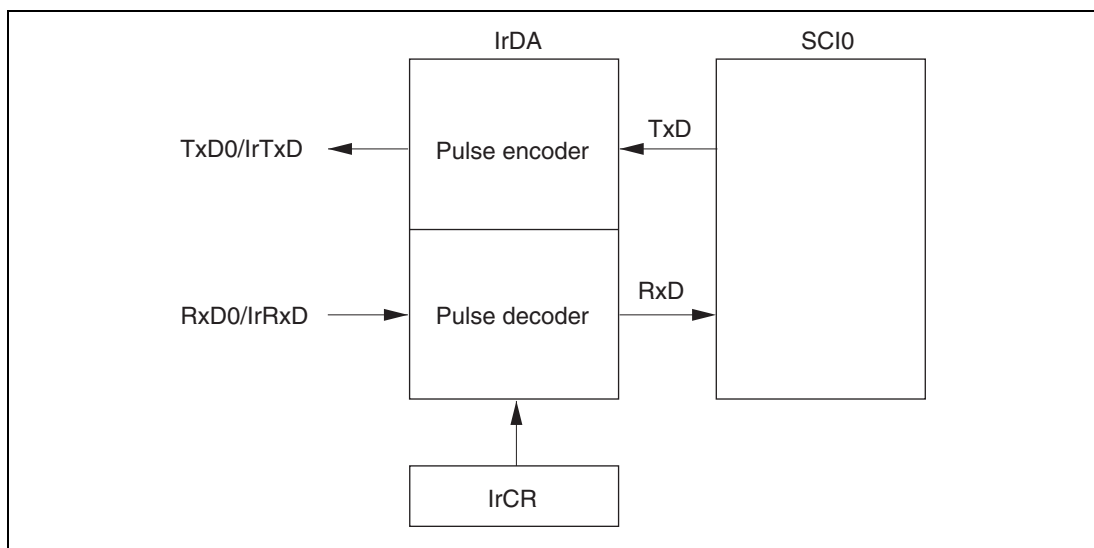 IrDA
SCI0
TxD0/IrTxD
Pulse encoder
TxD
RxD0/IrRxD
Pulse decoder
RxD
IrCR